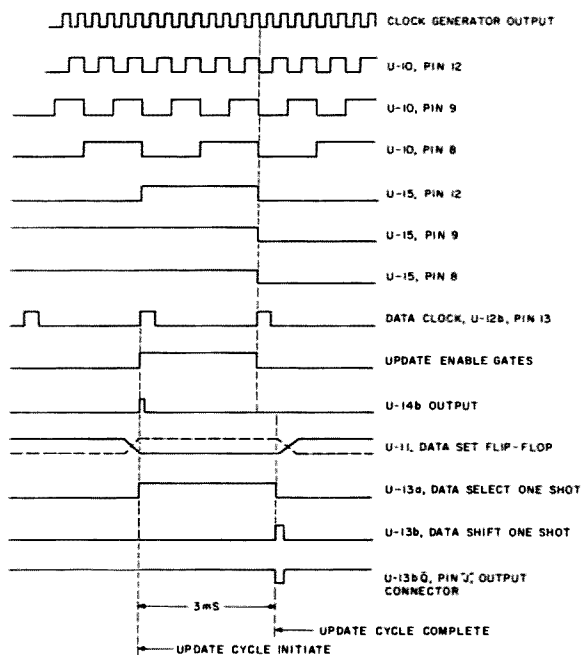 CLOCK GENERATOR OUTPUT
U-10, PIN 12
U-10, PIN 9
U-10, PIN 8
U-15, PIN 12
U-15, PIN 9
U-15, PIN 8
DATA CLOCK, U-12b, PIN 13
UPDATE ENABLE GATES
U-14b OUTPUT
U-11, DATA SET FLIP-FLOP
U-13a, DATA SELECT ONE SHOT
U-13b, DATA SHIFT ONE SHOT
U-13bQ̄, PIN "J", OUTPUT
CONNECTOR
3mS
UPDATE CYCLE COMPLETE
UPDATE CYCLE INITIATE